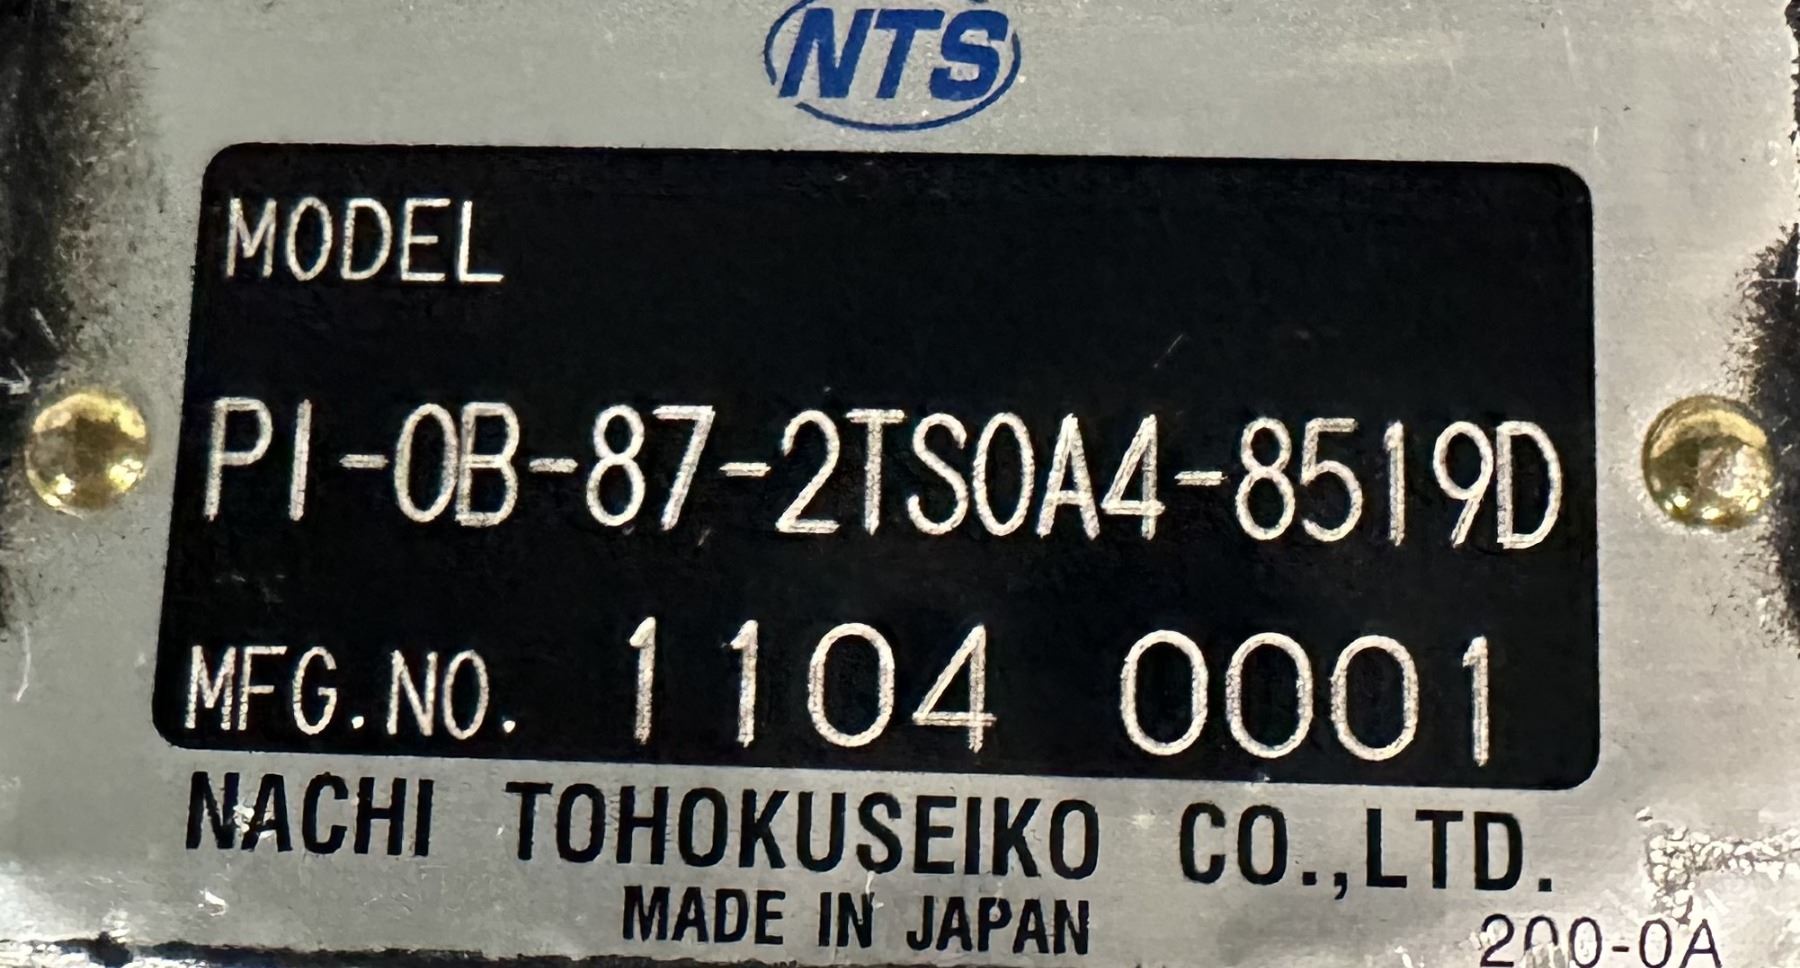 NTS
MODEL
PI-0B-87-2TS0A4-8519D
MFG.NO. 1104 0001
NACHI TOHOKUSEIKO CO.,LTD.
MADE IN JAPAN
200-0A